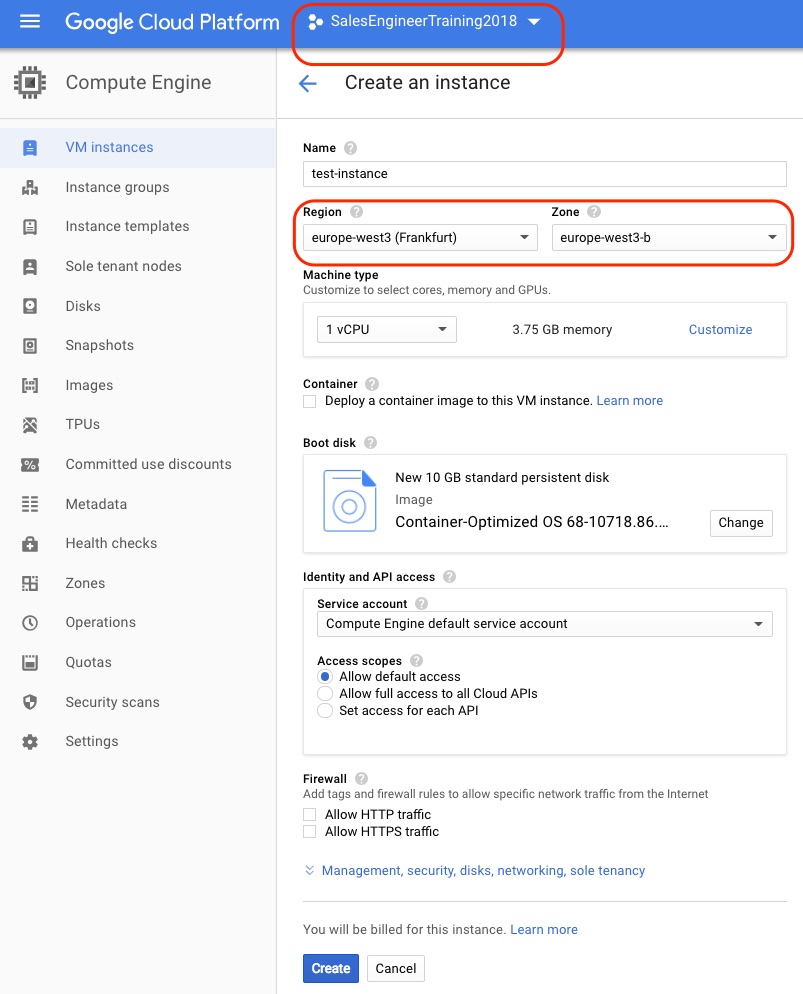 Google Cloud Platform
SalesEngineerTraining2018
Compute Engine
Create an instance
VM instances
Instance groups
Instance templates
Sole tenant nodes
Disks
Snapshots
Images
TPUs
Committed use discounts
Metadata
Health checks
Zones
Operations
Quotas
Security scans
Settings
Name ?
test-instance
Region ? Zone ?
europe-west3 (Frankfurt) europe-west3-b
Machine type
Customize to select cores, memory and GPUs.
1 vCPU 3.75 GB memory Customize
Container ?
Deploy a container image to this VM instance. Learn more
Boot disk ?
New 10 GB standard persistent disk
Image
Container-Optimized OS 68-10718.86.... Change
Identity and API access ?
Service account ?
Compute Engine default service account
Access scopes ?
Allow default access
Allow full access to all Cloud APIs
Set access for each API
Firewall ?
Add tags and firewall rules to allow specific network traffic from the Internet
Allow HTTP traffic
Allow HTTPS traffic
Management, security, disks, networking, sole tenancy
You will be billed for this instance. Learn more
Create Cancel